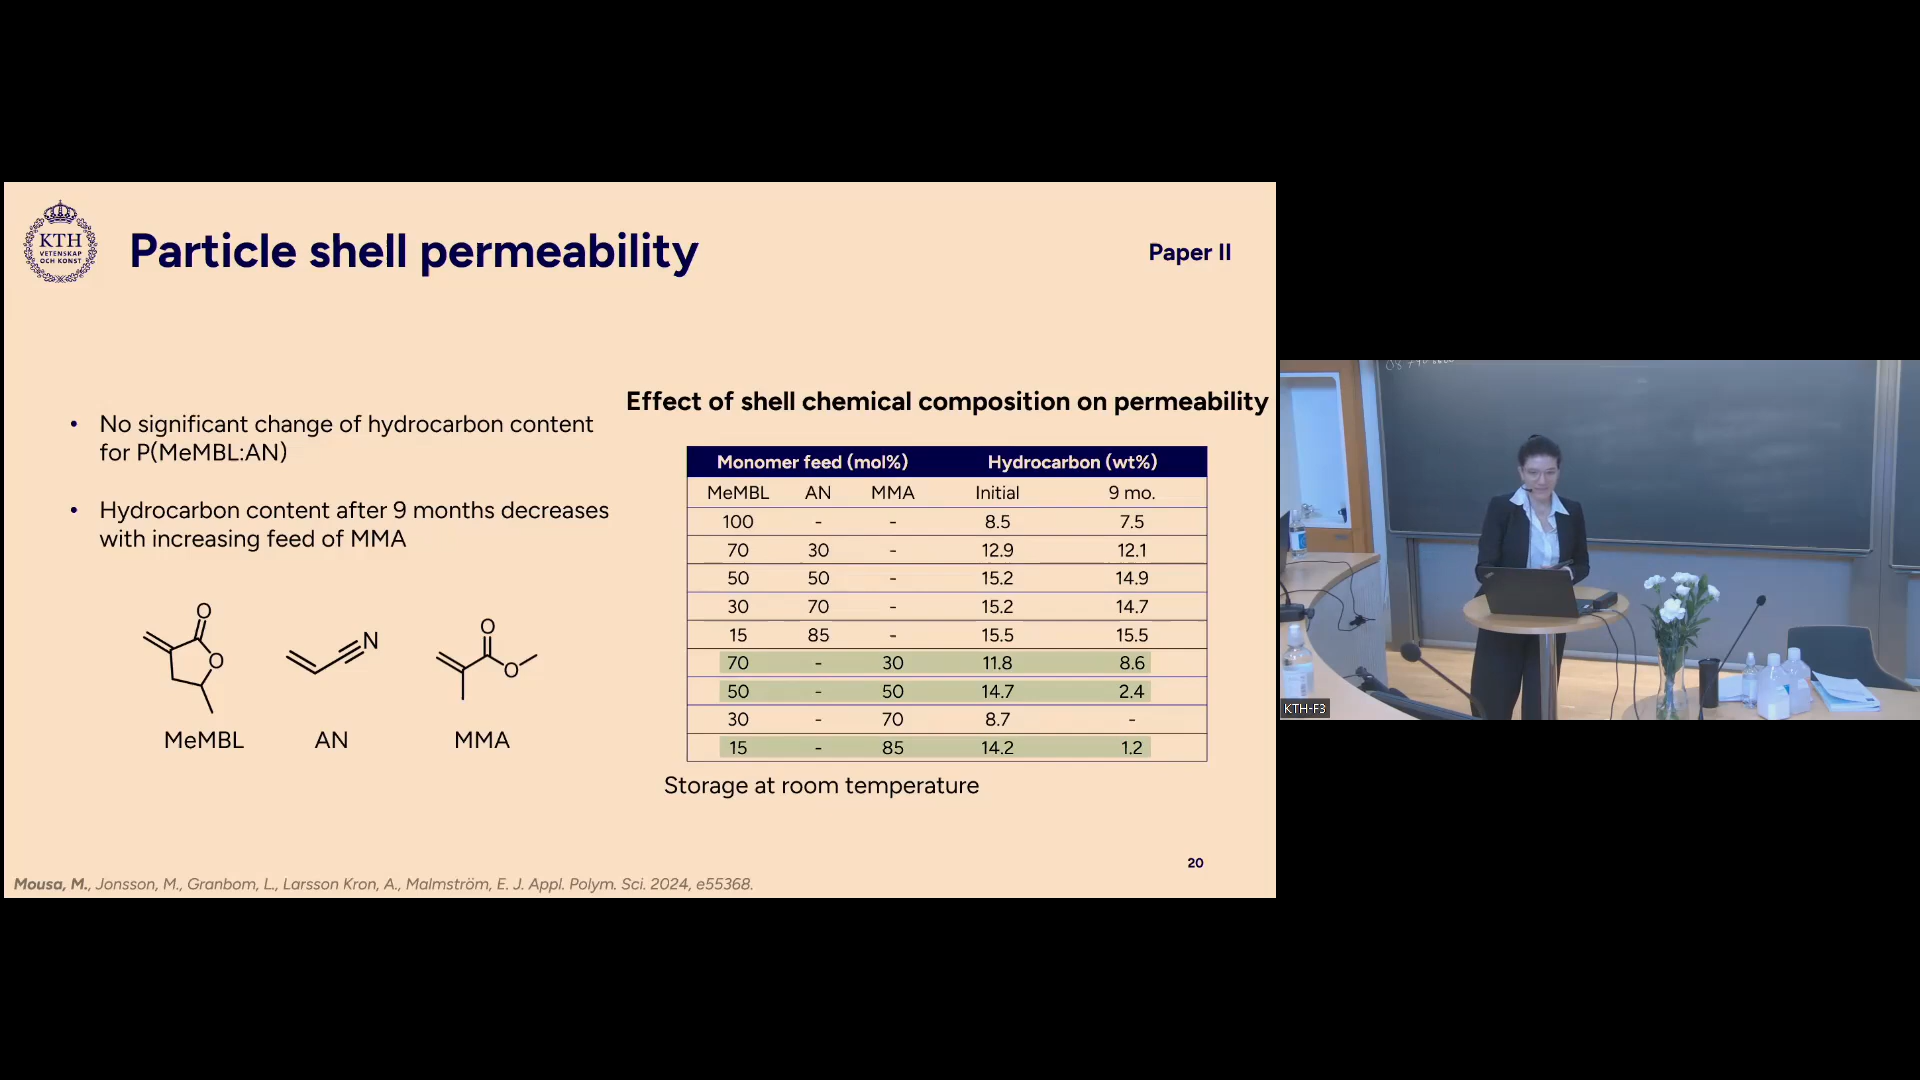 KTH
VETENSKAP
OCH KONST
Particle shell permeability
Paper II
• No significant change of hydrocarbon content
for P(MeMBL:AN)
• Hydrocarbon content after 9 months decreases
with increasing feed of MMA
O
O
MeMBL
N
AN
O
O
MMA
Effect of shell chemical composition on permeability
Monomer feed (mol%) Hydrocarbon (wt%)
MeMBL AN MMA Initial 9 mo.
100 - - 8.5 7.5
70 30 - 12.9 12.1
50 50 - 15.2 14.9
30 70 - 15.2 14.7
15 85 - 15.5 15.5
70 - 30 11.8 8.6
50 - 50 14.7 2.4
30 - 70 8.7 -
15 - 85 14.2 1.2
Storage at room temperature
20
Mousa, M., Jonsson, M., Granbom, L., Larsson Kron, A., Malmström, E. J. Appl. Polym. Sci. 2024, e55368.
KTH-F3